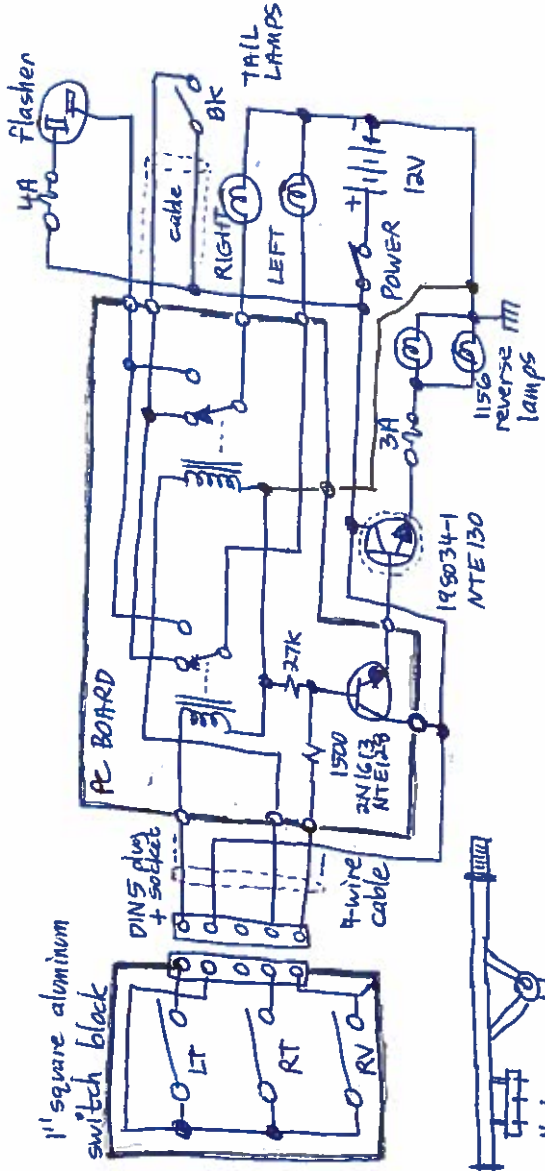 1" square aluminum
switch block
LT
RT
RV
DIN5 plug
+ socket
4-wire
cable
PC BOARD
27K
1500
2N1613
NTE128
198034-1
NTE130
3A
1156
reverse
lamps
POWER
+
-
12V
RIGHT
LEFT
TAIL
LAMPS
cable
BK
4A
flasher